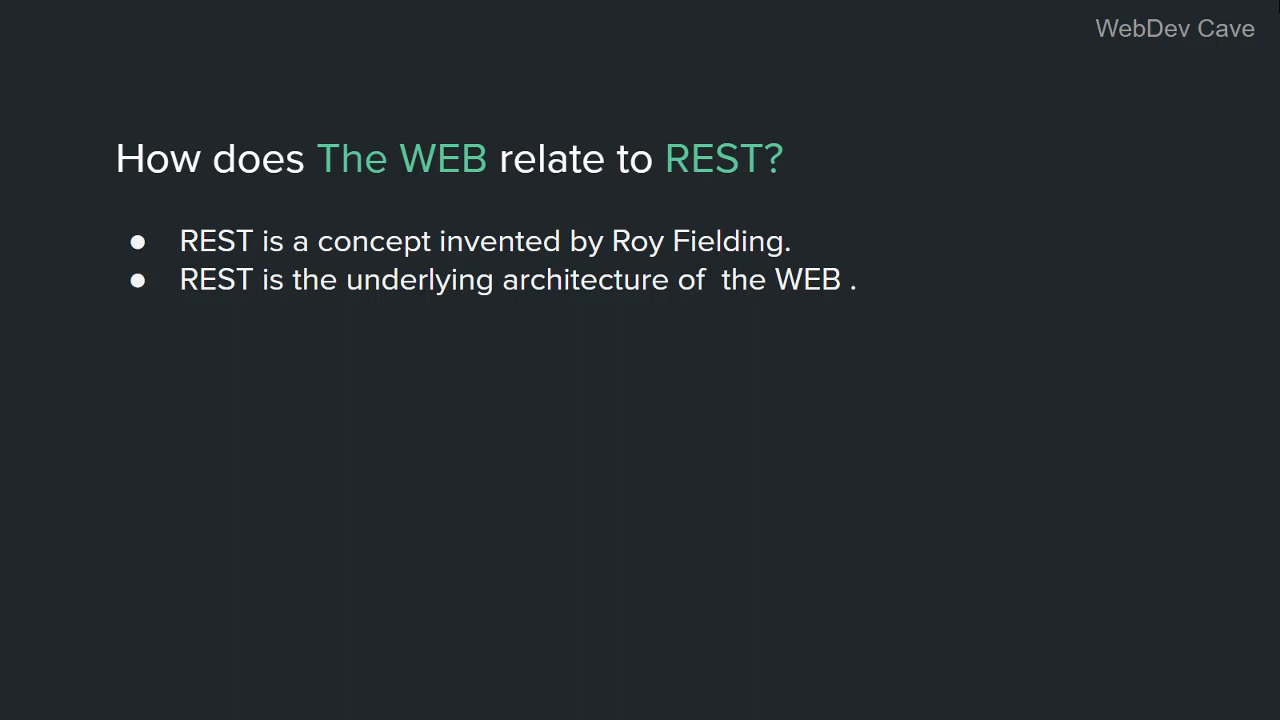 WebDev Cave
How does The WEB relate to REST?
● REST is a concept invented by Roy Fielding.
● REST is the underlying architecture of  the WEB .